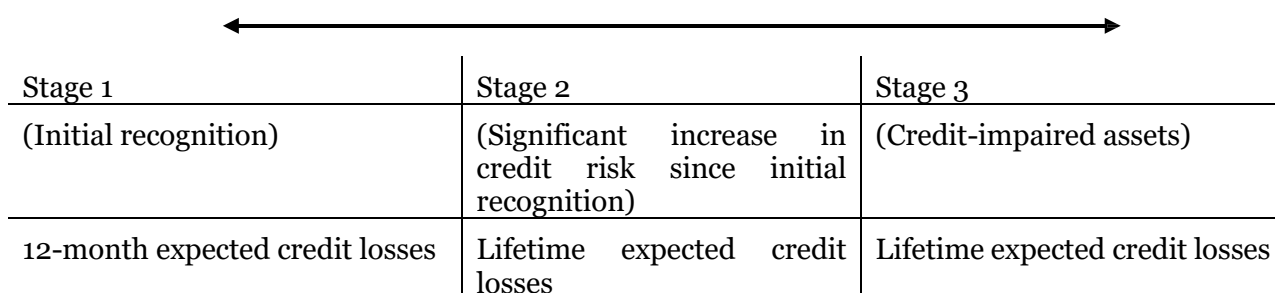 Stage 1
Stage 2
Stage 3
(Initial recognition)
(Significant increase in
credit risk since initial
recognition)
(Credit-impaired assets)
12-month expected credit losses
Lifetime expected credit
losses
Lifetime expected credit losses